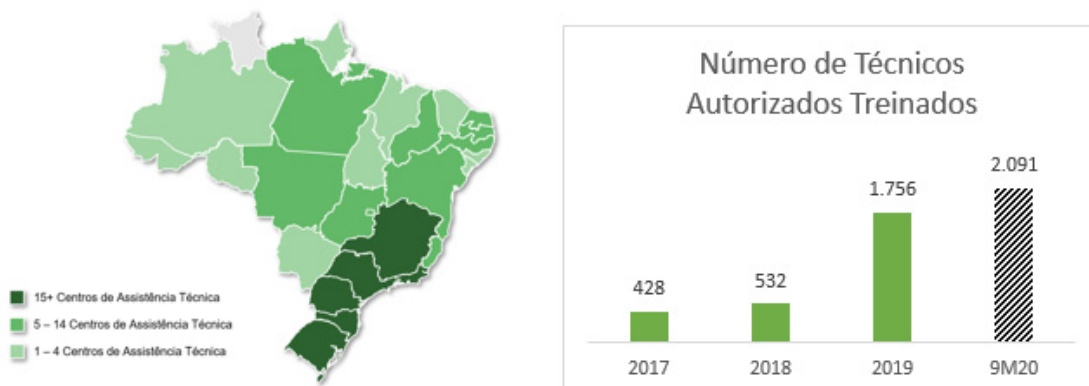 15+ Centros de Assistência Técnica
5 – 14 Centros de Assistência Técnica
1 – 4 Centros de Assistência Técnica
Número de Técnicos
Autorizados Treinados
428
532
1.756
2.091
2017
2018
2019
9M20